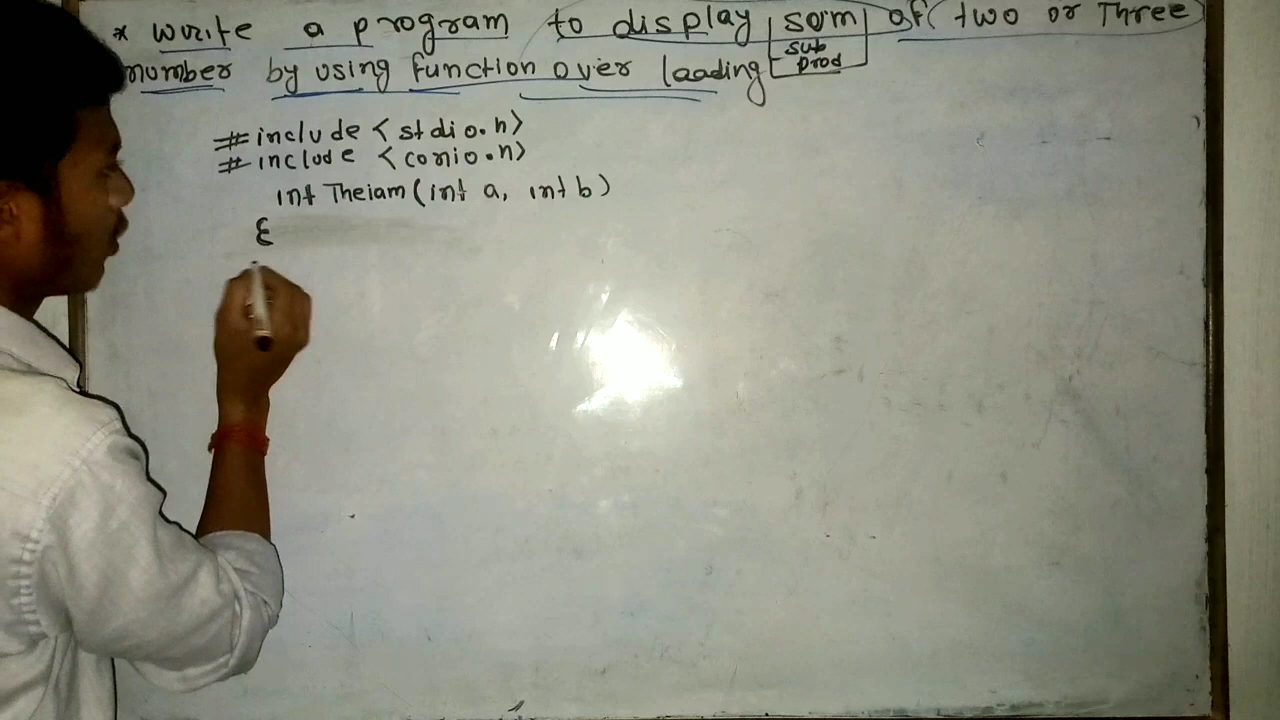 * write a program to display sum of two or Three
sub
prod
number by using function over loading
#include <stdio.h>
#include <conio.h>
int Theiam (int a, int b)
{